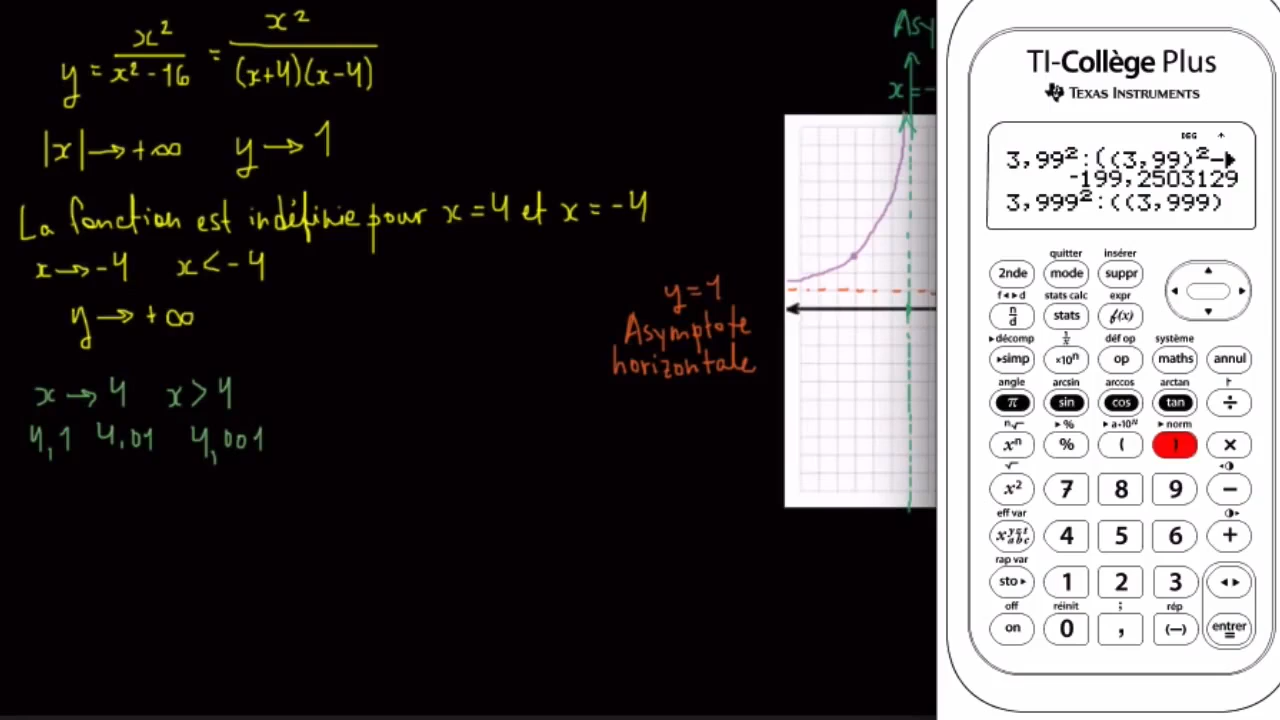 y = x²/x²-16 = x²/(x+4)(x-4)
|x| → +∞ y → 1
La fonction est indéfinie pour x = 4 et x = -4
x → -4 x < -4
y → +∞
x → 4 x > 4
4,1 4,01 4,001
Asy
x = -
y = 1
Asymptote
horizontale
TI-Collège Plus
TEXAS INSTRUMENTS
DEG
3,99²:((3,99)²-
-199,2503129
3,999²:((3,999)
quitter insérer
2nde mode suppr
f◄►d stats calc expr
n/d stats f(x)
►décomp 1/x déf op système
►simp ×10ⁿ op maths annul
angle arcsin arccos arctan
π sin cos tan ÷
ⁿ√ ►% ►a×10ᴺ ►norm
xⁿ % ( ) ×
√
x² 7 8 9 −
eff var
x y z t a b c 4 5 6 +
rap var
sto► 1 2 3 ◄►
off réinit ; rép
on 0 , (—) entrer =